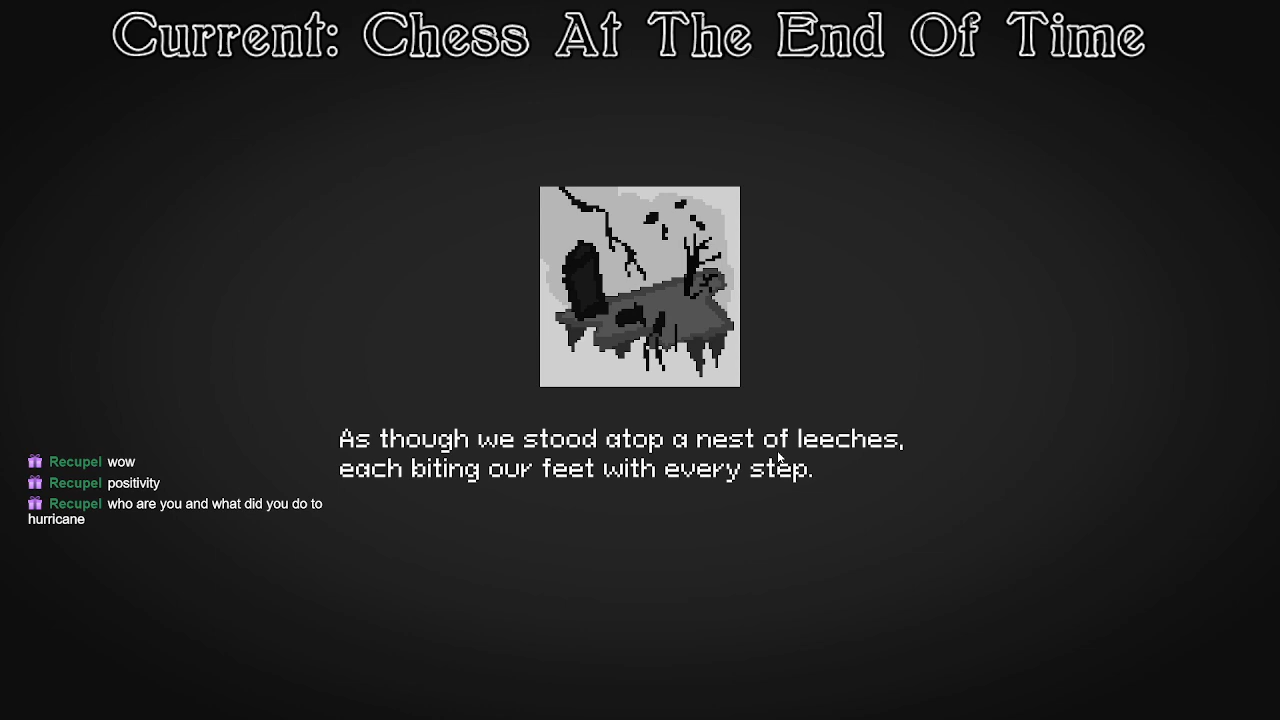 Current: Chess At The End Of Time
As though we stood atop a nest of leeches,
each biting our feet with every step.
Recupel wow
Recupel positivity
Recupel who are you and what did you do to
hurricane